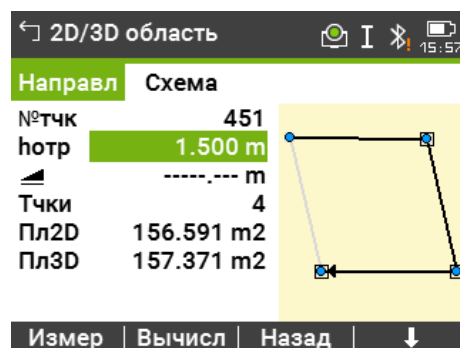 2D/3D область I 15:57
Направл Схема
№тчк 451
hотр 1.500 m
-----.--- m
Тчки 4
Пл2D 156.591 m2
Пл3D 157.371 m2
Измер | Вычисл | Назад | ⬇